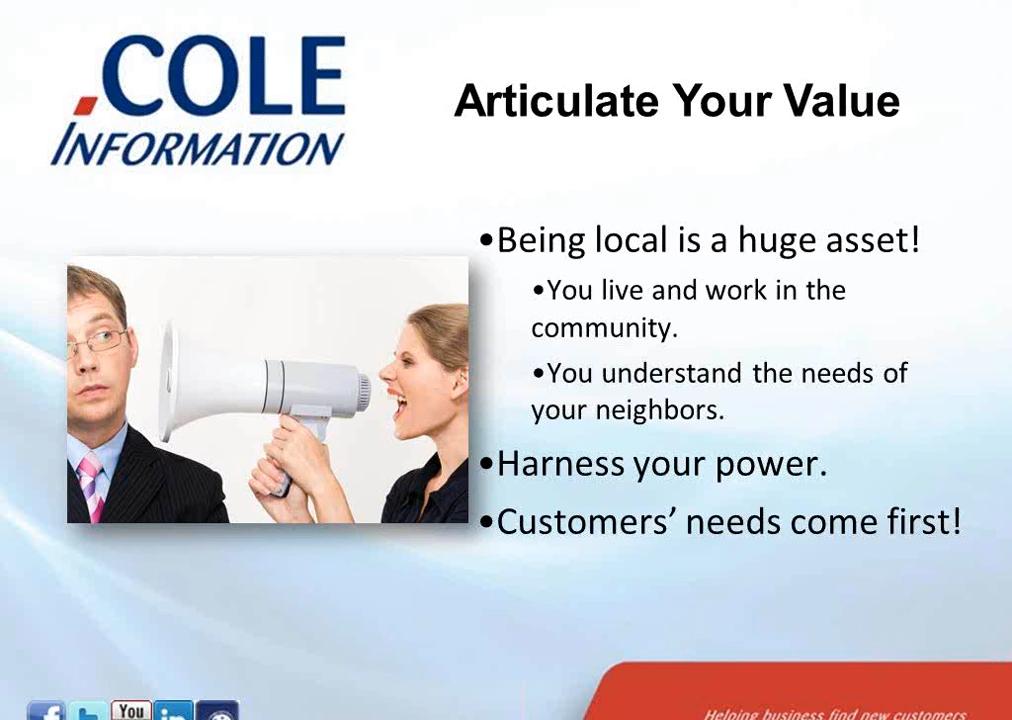 .COLE
INFORMATION
Articulate Your Value
•Being local is a huge asset!
•You live and work in the
community.
•You understand the needs of
your neighbors.
•Harness your power.
•Customers’ needs come first!
f
t
You
in
Helping business find new customers